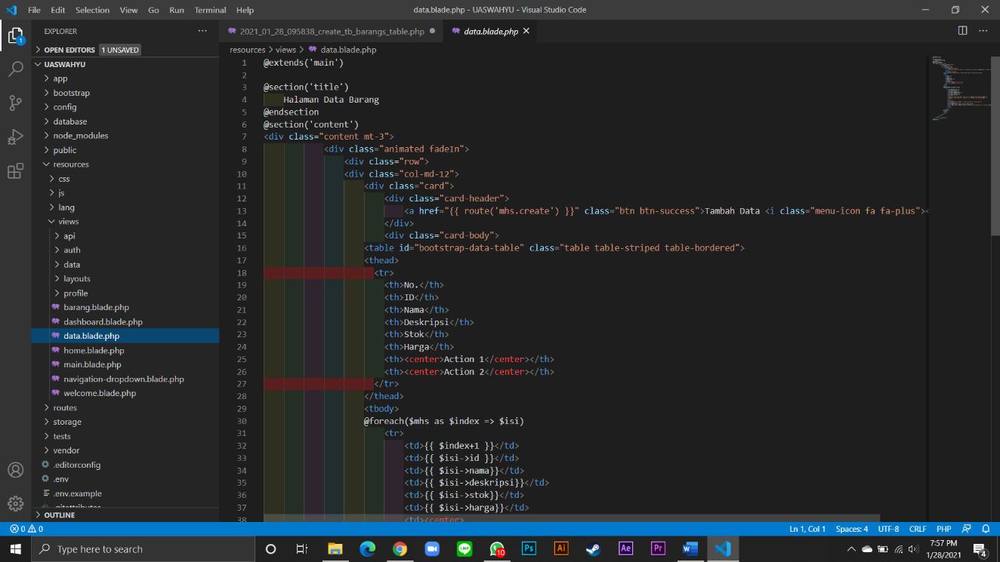 File Edit Selection View Go Run Terminal Help
data.blade.php - UASWAHYU - Visual Studio Code
EXPLORER
2021_01_28_095838_create_tb_barangs_table.php
data.blade.php
1
OPEN EDITORS 1 UNSAVED
resources > views > data.blade.php
UASWAHYU
app
bootstrap
config
database
node_modules
public
resources
css
js
lang
views
api
auth
data
layouts
profile
barang.blade.php
dashboard.blade.php
data.blade.php
home.blade.php
main.blade.php
navigation-dropdown.blade.php
welcome.blade.php
routes
storage
tests
vendor
.editorconfig
.env
.env.example
.gitattributes
OUTLINE
1 @extends('main')
2
3 @section('title')
4 Halaman Data Barang
5 @endsection
6 @section('content')
7 <div class="content mt-3">
8 <div class="animated fadeIn">
9 <div class="row">
10 <div class="col-md-12">
11 <div class="card">
12 <div class="card-header">
13 <a href="{{ route('mhs.create') }}" class="btn btn-success">Tambah Data <i class="menu-icon fa fa-plus"><
14 </div>
15 <div class="card-body">
16 <table id="bootstrap-data-table" class="table table-striped table-bordered">
17 <thead>
18 <tr>
19 <th>No.</th>
20 <th>ID</th>
21 <th>Nama</th>
22 <th>Deskripsi</th>
23 <th>Stok</th>
24 <th>Harga</th>
25 <th><center>Action 1</center></th>
26 <th><center>Action 2</center></th>
27 </tr>
28 </thead>
29 <tbody>
30 @foreach($mhs as $index => $isi)
31 <tr>
32 <td>{{ $index+1 }}</td>
33 <td>{{ $isi->id }}</td>
34 <td>{{ $isi->nama}}</td>
35 <td>{{ $isi->deskripsi}}</td>
36 <td>{{ $isi->stok}}</td>
37 <td>{{ $isi->harga}}</td>
38 <td><center>
0 0
Ln 1, Col 1 Spaces: 4 UTF-8 CRLF PHP
Type here to search
LINE
10
Ps
Ai
Ae
Pr
W
7:57 PM
1/28/2021
4